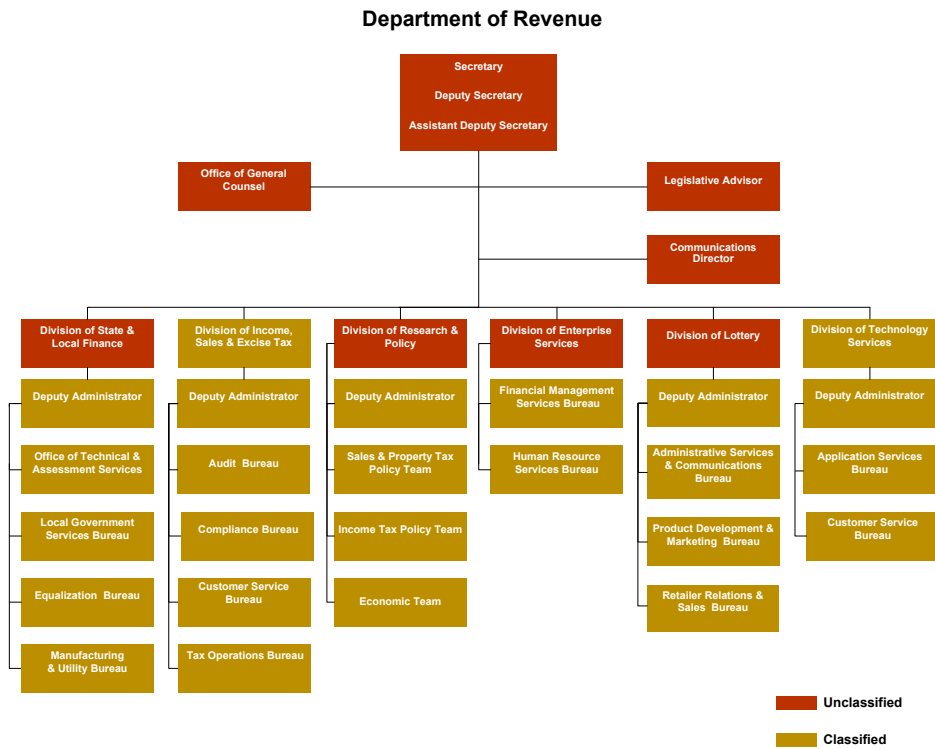 Department of Revenue
Secretary
Deputy Secretary
Assistant Deputy Secretary
Office of General
Counsel
Legislative Advisor
Communications
Director
Division of State &
Local Finance
Division of Income,
Sales & Excise Tax
Division of Research &
Policy
Division of Enterprise
Services
Division of Lottery
Division of Technology
Services
Deputy Administrator
Deputy Administrator
Deputy Administrator
Financial Management
Services Bureau
Deputy Administrator
Deputy Administrator
Office of Technical &
Assessment Services
Audit Bureau
Sales & Property Tax
Policy Team
Human Resource
Services Bureau
Administrative Services
& Communications
Bureau
Application Services
Bureau
Local Government
Services Bureau
Compliance Bureau
Income Tax Policy Team
Product Development &
Marketing Bureau
Customer Service
Bureau
Equalization Bureau
Customer Service
Bureau
Economic Team
Retailer Relations &
Sales Bureau
Manufacturing
& Utility Bureau
Tax Operations Bureau
Unclassified
Classified